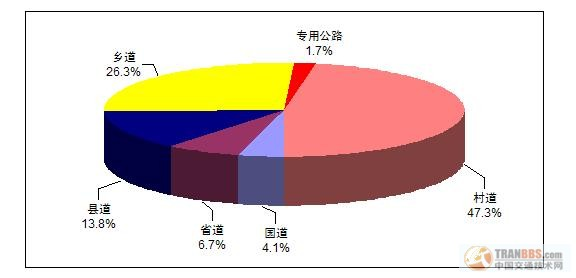 专用公路
1.7%
乡道
26.3%
村道
47.3%
县道
13.8%
省道
6.7%
国道
4.1%
TRANBBS.com
中国交通技术网